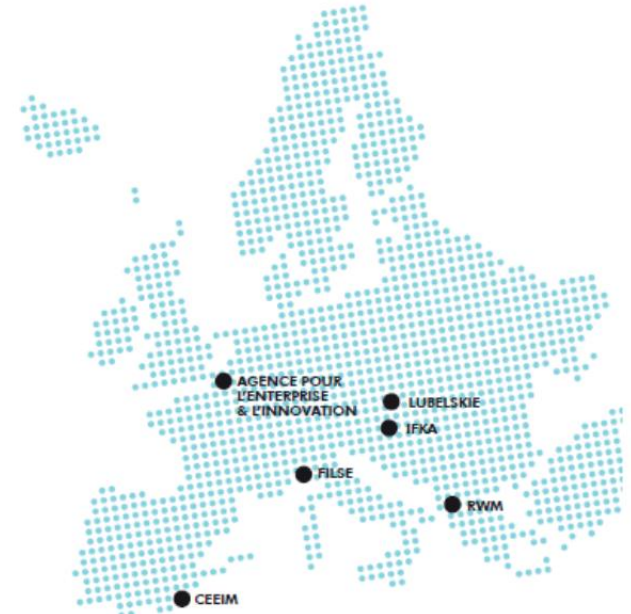 AGENCE POUR
L'ENTERPRISE
& L'INNOVATION
LUBELSKIE
IFKA
FILSE
RWM
CEEIM